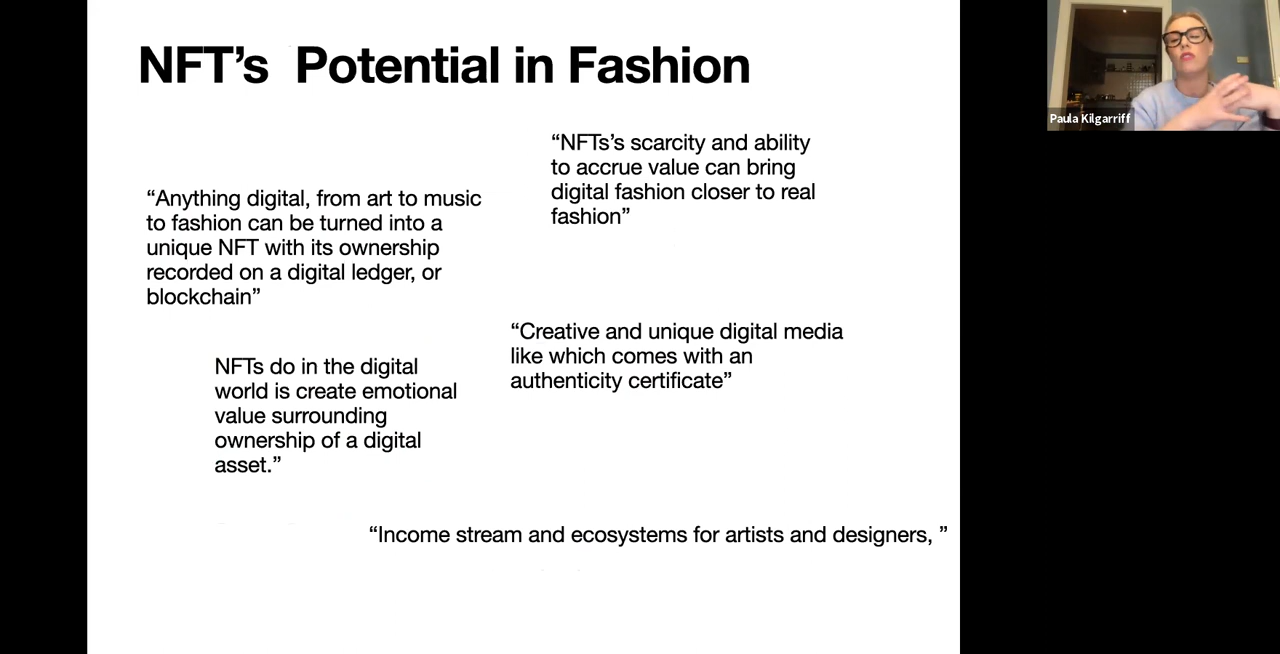 NFT’s  Potential in Fashion
“NFTs’s scarcity and ability
to accrue value can bring
digital fashion closer to real
fashion”
“Anything digital, from art to music
to fashion can be turned into a
unique NFT with its ownership
recorded on a digital ledger, or
blockchain”
“Creative and unique digital media
like which comes with an
authenticity certificate”
NFTs do in the digital
world is create emotional
value surrounding
ownership of a digital
asset.”
“Income stream and ecosystems for artists and designers, ”
Paula Kilgarriff